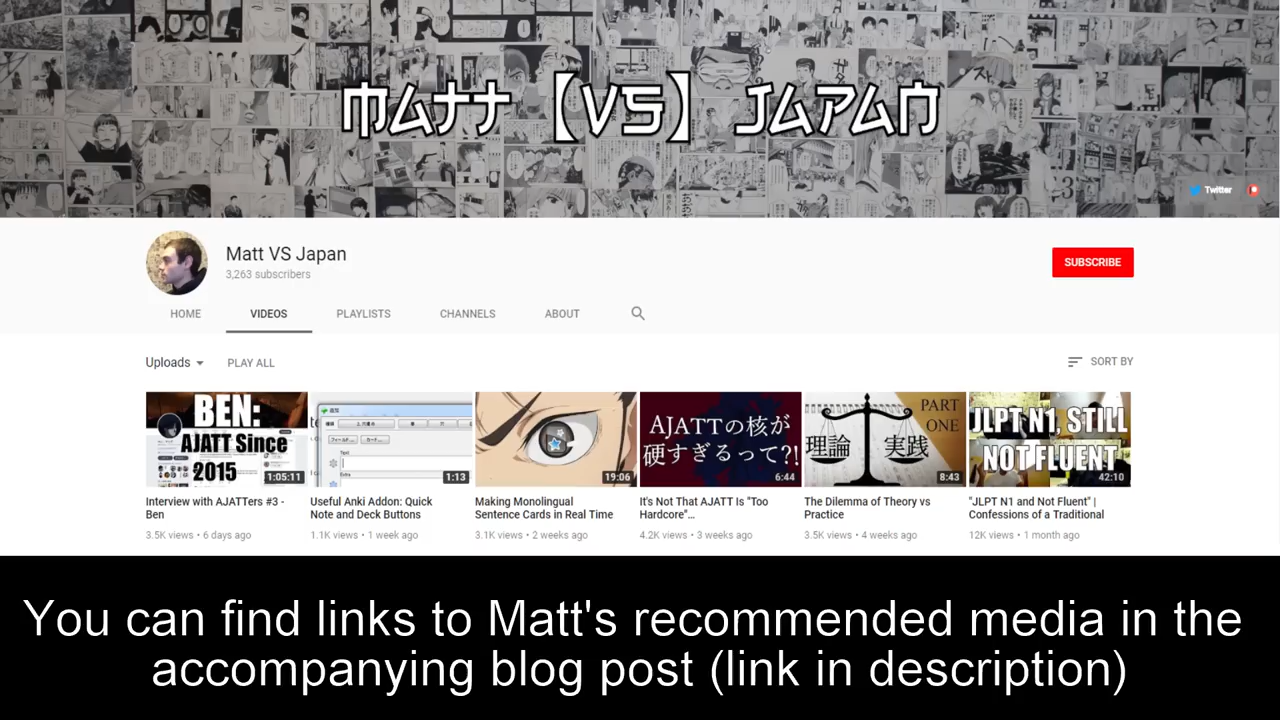 MATT【VS】JAPAN
Twitter
Matt VS Japan
3,263 subscribers
SUBSCRIBE
HOME VIDEOS PLAYLISTS CHANNELS ABOUT
Uploads PLAY ALL SORT BY
BEN:
AJATT Since
2015
1:05:11
Interview with AJATTers #3 -
Ben
3.5K views • 6 days ago
Text
1:13
Useful Anki Addon: Quick
Note and Deck Buttons
1.1K views • 1 week ago
19:06
Making Monolingual
Sentence Cards in Real Time
3.1K views • 2 weeks ago
AJATTの核が
硬すぎるって?!
6:44
It's Not That AJATT Is "Too
Hardcore"...
4.2K views • 3 weeks ago
PART
ONE
理論 実践
8:43
The Dilemma of Theory vs
Practice
3.5K views • 4 weeks ago
JLPT N1, STILL
NOT FLUENT
42:10
"JLPT N1 and Not Fluent" |
Confessions of a Traditional
12K views • 1 month ago
You can find links to Matt's recommended media in the
accompanying blog post (link in description)